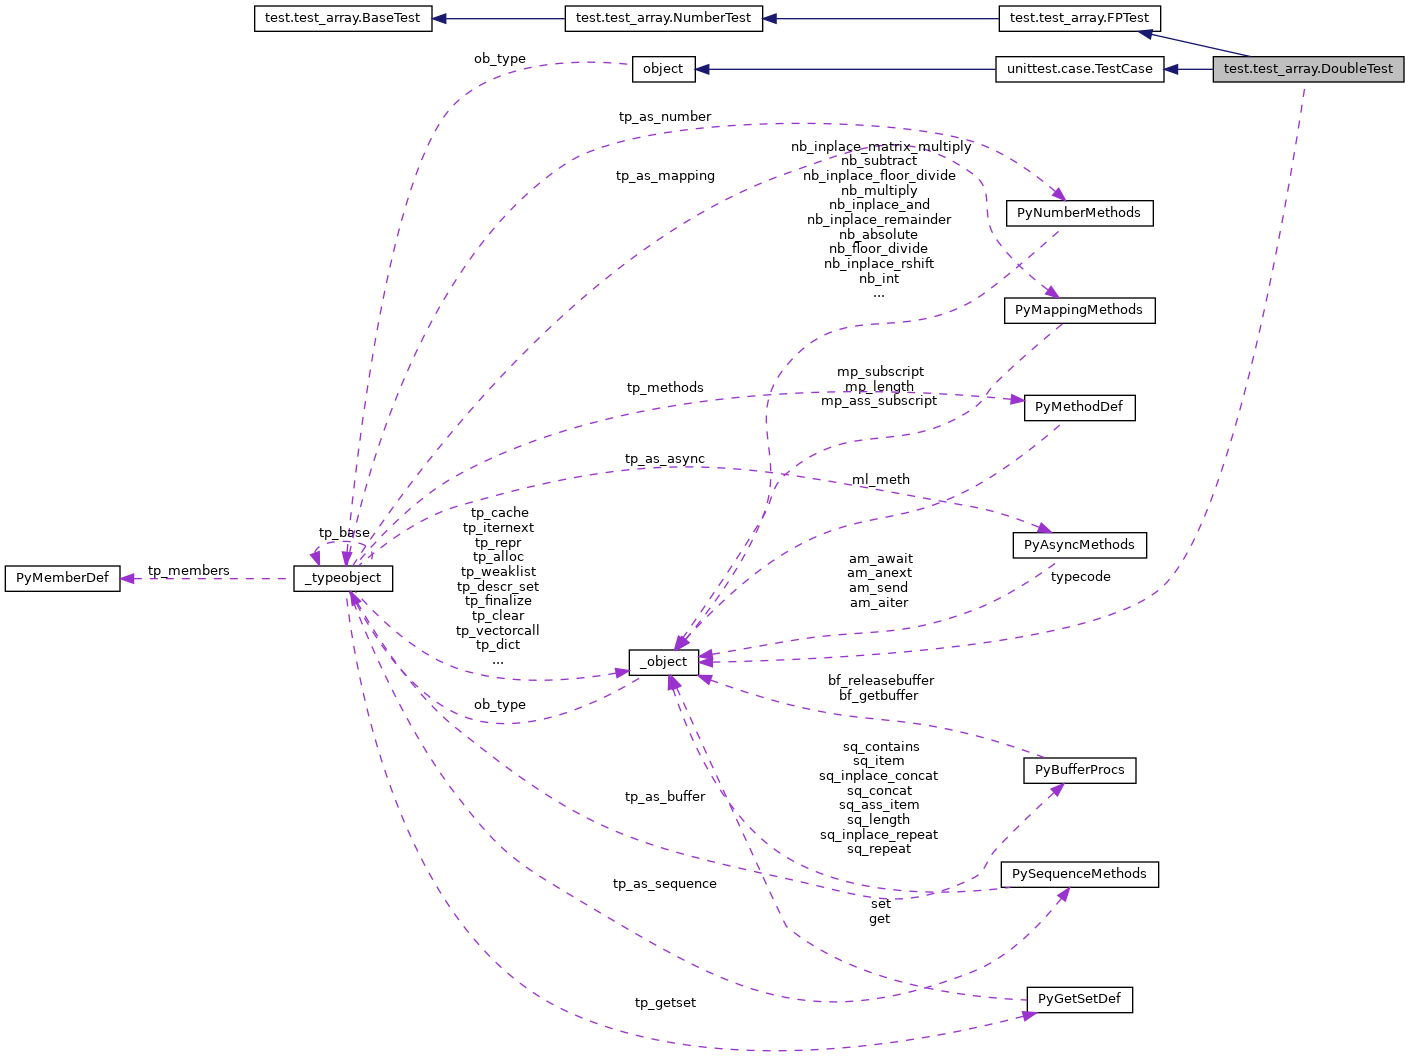 test.test_array.BaseTest
test.test_array.NumberTest
test.test_array.FPTest
ob_type
object
unittest.case.TestCase
test.test_array.DoubleTest
tp_as_number
nb_inplace_matrix_multiply
nb_subtract
nb_inplace_floor_divide
nb_multiply
nb_inplace_and
nb_inplace_remainder
nb_absolute
nb_floor_divide
nb_inplace_rshift
nb_int
...
tp_as_mapping
PyNumberMethods
PyMappingMethods
mp_subscript
mp_length
mp_ass_subscript
tp_methods
PyMethodDef
tp_as_async
ml_meth
tp_cache
tp_iternext
tp_repr
tp_alloc
tp_weaklist
tp_descr_set
tp_finalize
tp_clear
tp_vectorcall
tp_dict
...
tp_base
PyAsyncMethods
am_await
am_anext
am_send
am_aiter
typecode
PyMemberDef
tp_members
_typeobject
_object
bf_releasebuffer
bf_getbuffer
ob_type
sq_contains
sq_item
sq_inplace_concat
sq_concat
sq_ass_item
sq_length
sq_inplace_repeat
sq_repeat
PyBufferProcs
tp_as_buffer
PySequenceMethods
tp_as_sequence
set
get
PyGetSetDef
tp_getset